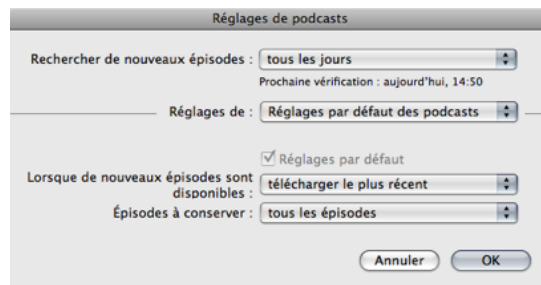 Réglages de podcasts
Rechercher de nouveaux épisodes : tous les jours
Prochaine vérification : aujourd'hui, 14:50
Réglages de : Réglages par défaut des podcasts
Réglages par défaut
Lorsque de nouveaux épisodes sont
disponibles : télécharger le plus récent
Épisodes à conserver : tous les épisodes
Annuler OK